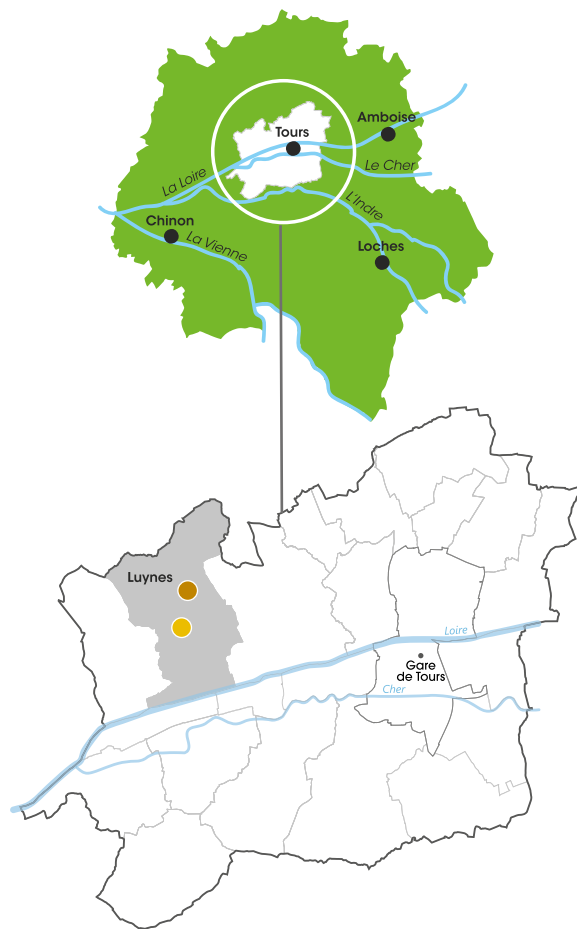 Amboise
Tours
Le Cher
La Loire
L'Indre
Chinon
La Vienne
Loches
Luynes
Loire
Gare
de Tours
Cher